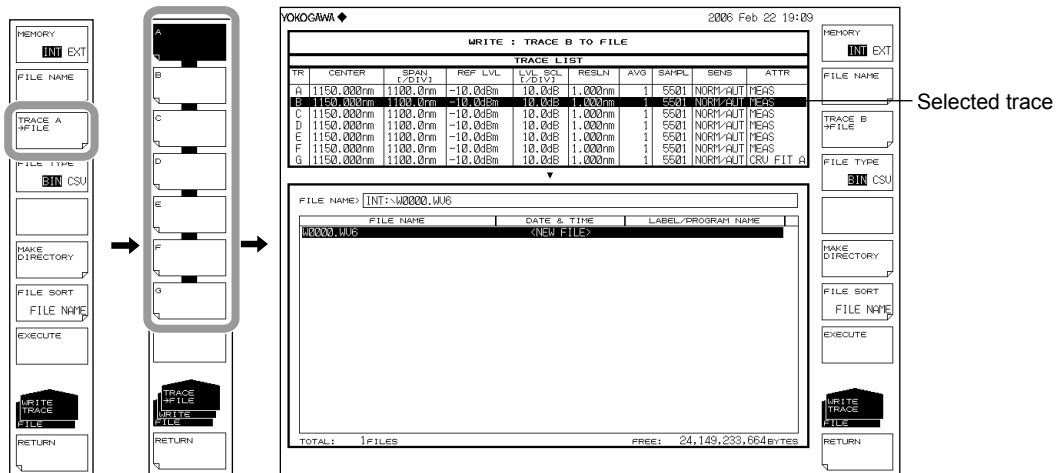 MEMORY
INT EXT
FILE NAME
TRACE A
→FILE
FILE TYPE
BIN CSV
MAKE
DIRECTORY
FILE SORT
FILE NAME
EXECUTE
WRITE
TRACE
FILE
RETURN
A
B
C
D
E
F
G
TRACE
→FILE
WRITE
FILE
RETURN
YOKOGAWA ◆ 2006 Feb 22 19:09
WRITE : TRACE B TO FILE
TRACE LIST
TR CENTER SPAN [/DIV] REF LVL LVL SCL [/DIV] RESLN AVG SAMPL SENS ATTR
A 1150.000nm 1100.0nm -10.0dBm 10.0dB 1.000nm 1 5501 NORM/AUT MEAS
B 1150.000nm 1100.0nm -10.0dBm 10.0dB 1.000nm 1 5501 NORM/AUT MEAS
C 1150.000nm 1100.0nm -10.0dBm 10.0dB 1.000nm 1 5501 NORM/AUT MEAS
D 1150.000nm 1100.0nm -10.0dBm 10.0dB 1.000nm 1 5501 NORM/AUT MEAS
E 1150.000nm 1100.0nm -10.0dBm 10.0dB 1.000nm 1 5501 NORM/AUT MEAS
F 1150.000nm 1100.0nm -10.0dBm 10.0dB 1.000nm 1 5501 NORM/AUT MEAS
G 1150.000nm 1100.0nm -10.0dBm 10.0dB 1.000nm 1 5501 NORM/AUT CRV FIT A
FILE NAME> INT:\W0000.WV6
FILE NAME DATE & TIME LABEL/PROGRAM NAME
W0000.WV6 <NEW FILE>
TOTAL: 1FILES FREE: 24,149,233,664BYTES
MEMORY
INT EXT
FILE NAME
TRACE B
→FILE
FILE TYPE
BIN CSV
MAKE
DIRECTORY
FILE SORT
FILE NAME
EXECUTE
WRITE
TRACE
FILE
RETURN
Selected trace